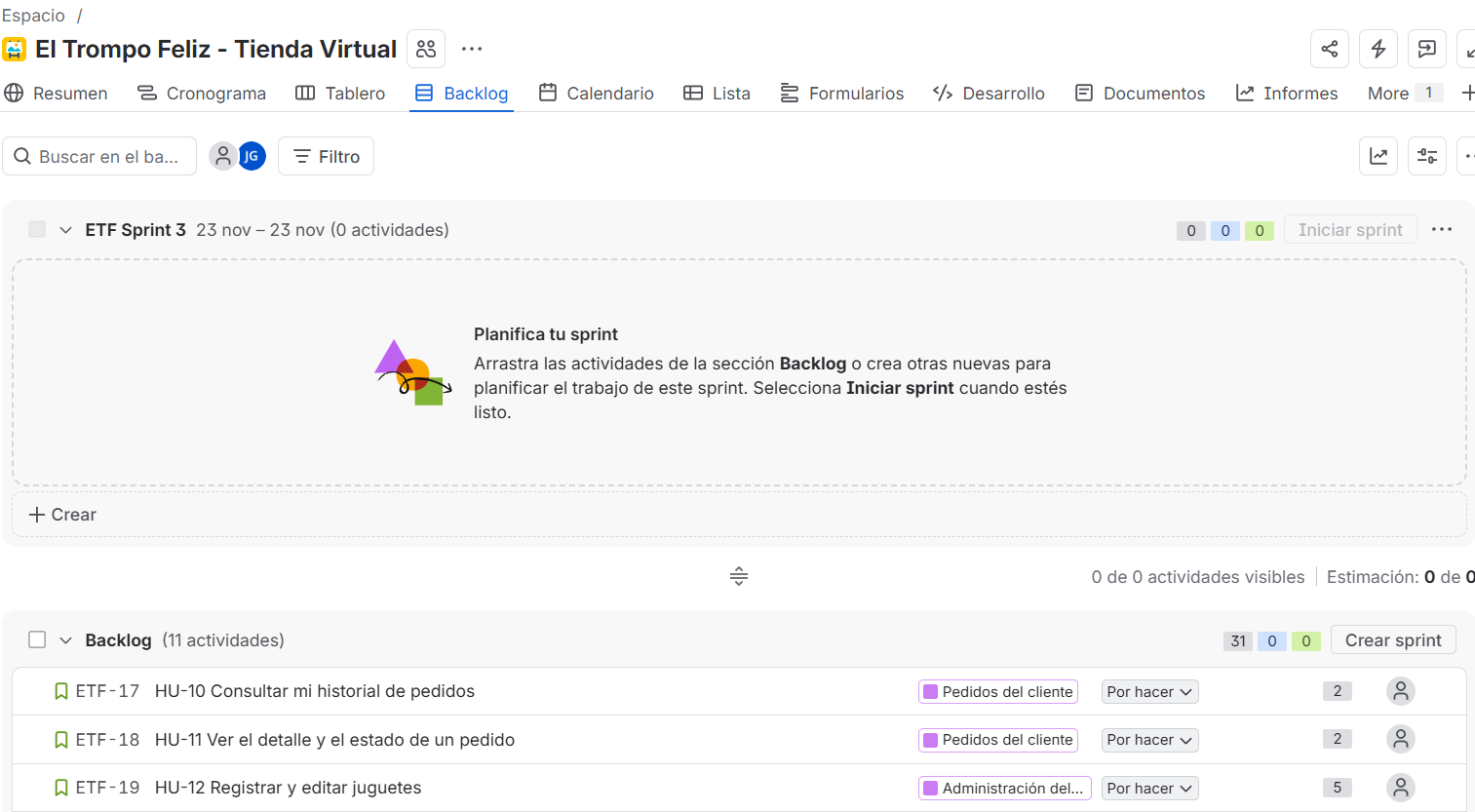 Espacio /
El Trompo Feliz - Tienda Virtual
Resumen Cronograma Tablero Backlog Calendario Lista Formularios Desarrollo Documentos Informes More 1
Buscar en el ba... JG Filtro
ETF Sprint 3 23 nov – 23 nov (0 actividades) 0 0 0 Iniciar sprint
Planifica tu sprint
Arrastra las actividades de la sección Backlog o crea otras nuevas para
planificar el trabajo de este sprint. Selecciona Iniciar sprint cuando estés
listo.
Crear
0 de 0 actividades visibles Estimación: 0 de 0
Backlog (11 actividades) 31 0 0 Crear sprint
ETF-17 HU-10 Consultar mi historial de pedidos Pedidos del cliente Por hacer 2
ETF-18 HU-11 Ver el detalle y el estado de un pedido Pedidos del cliente Por hacer 2
ETF-19 HU-12 Registrar y editar juguetes Administración del... Por hacer 5